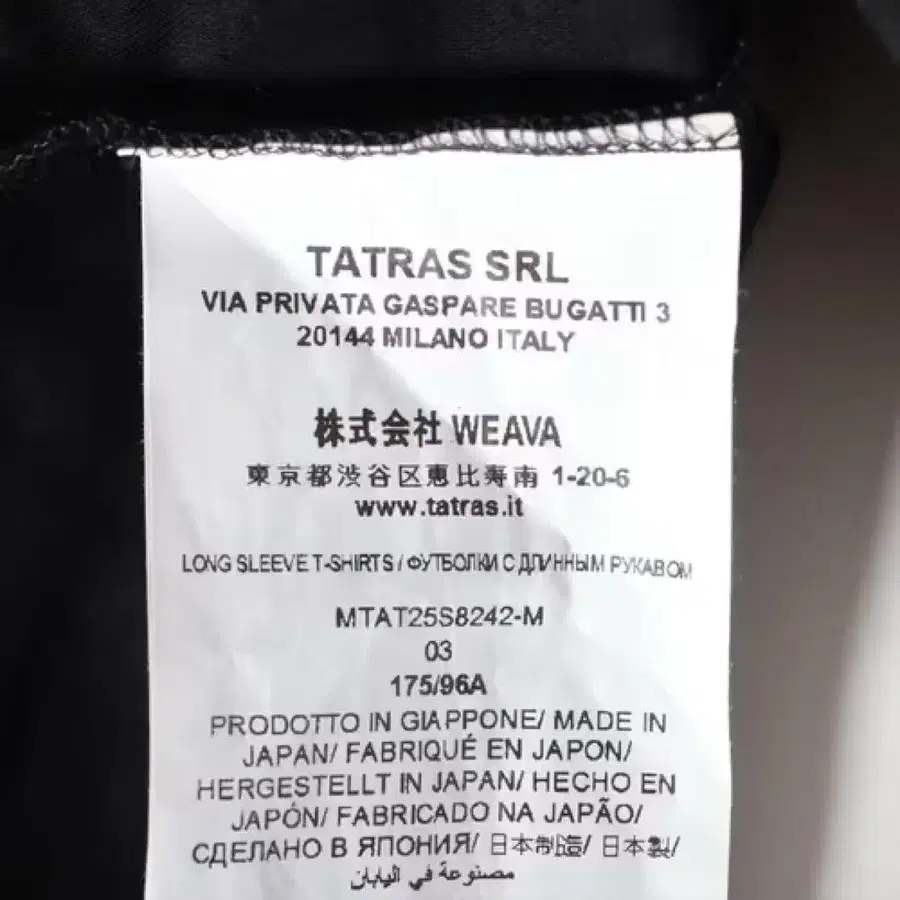 TATRAS SRL
VIA PRIVATA GASPARE BUGATTI 3
20144 MILANO ITALY
株式会社 WEAVA
東京都渋谷区恵比寿南 1-20-6
www.tatras.it
LONG SLEEVE T-SHIRTS / ФУТБОЛКИ С ДЛИННЫМ РУКАВОМ
MTAT25S8242-M
03
175/96A
PRODOTTO IN GIAPPONE/ MADE IN
JAPAN/ FABRIQUÉ EN JAPON/
HERGESTELLT IN JAPAN/ HECHO EN
JAPÓN/ FABRICADO NA JAPÃO/
СДЕЛАНО В ЯПОНИЯ/ 日本制造/ 日本製/
مصنوعة في اليابان